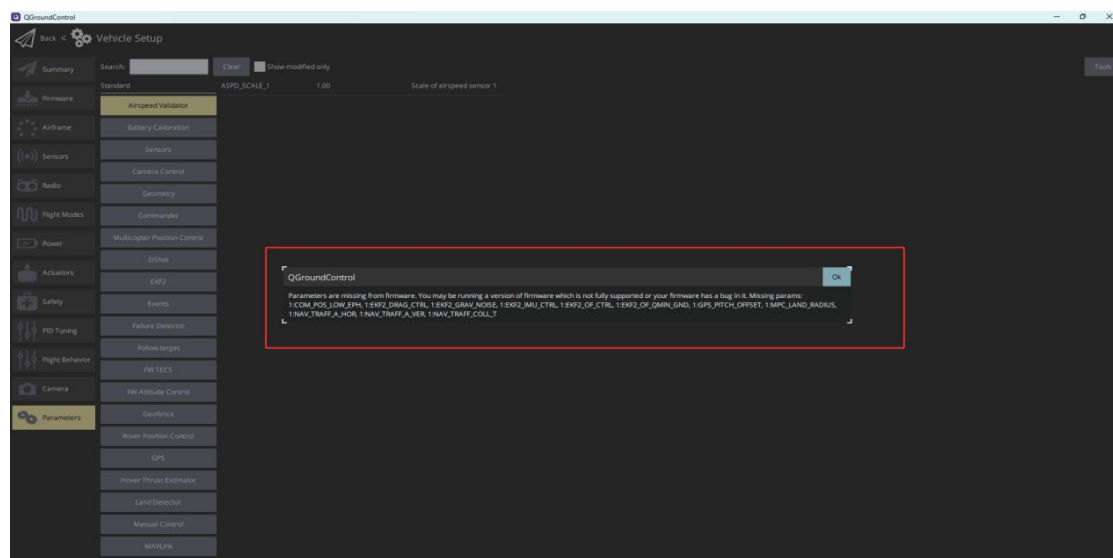 QGroundControl
Back < Vehicle Setup
Summary
Firmware
Airframe
Sensors
Radio
Flight Modes
Power
Actuators
Safety
PID Tuning
Flight Behavior
Camera
Parameters
Search:
Clear
Show modified only
Tools
Standard
Airspeed Validator
Battery Calibration
Sensors
Camera Control
Geometry
Commander
Multicopter Position Control
DShot
EKF2
Events
Failure Detector
Follow target
FW TECS
FW Attitude Control
Geofence
Rover Position Control
GPS
Hover Thrust Estimator
Land Detector
Manual Control
MAVLink
ASPD_SCALE_1 1.00 Scale of airspeed sensor 1
QGroundControl
Ok
Parameters are missing from firmware. You may be running a version of firmware which is not fully supported or your firmware has a bug in it. Missing params:
1:COM_POS_LOW_EPH, 1:EKF2_DRAG_CTRL, 1:EKF2_GRAV_NOISE, 1:EKF2_IMU_CTRL, 1:EKF2_OF_CTRL, 1:EKF2_OF_QMIN_GND, 1:GPS_PITCH_OFFSET, 1:MPC_LAND_RADIUS,
1:NAV_TRAFF_A_HOR, 1:NAV_TRAFF_A_VER, 1:NAV_TRAFF_COLL_T